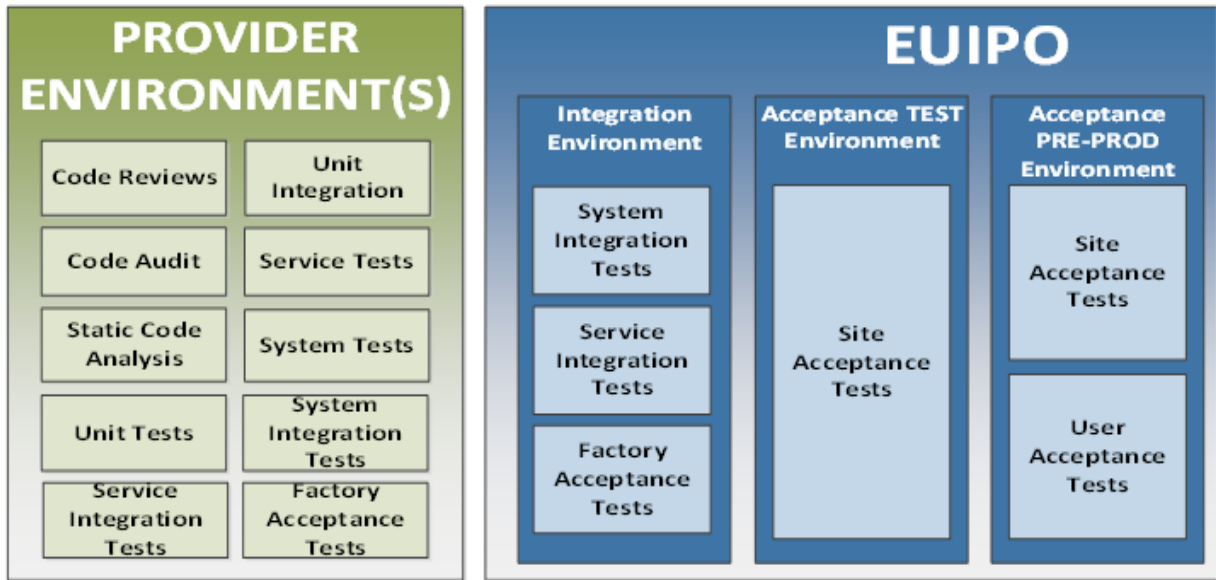 PROVIDER
ENVIRONMENT(S)
Code Reviews
Unit
Integration
Code Audit
Service Tests
Static Code
Analysis
System Tests
Unit Tests
System
Integration
Tests
Service
Integration
Tests
Factory
Acceptance
Tests
EUIPO
Integration
Environment
System
Integration
Tests
Service
Integration
Tests
Factory
Acceptance
Tests
Acceptance TEST
Environment
Site
Acceptance
Tests
Acceptance
PRE-PROD
Environment
Site
Acceptance
Tests
User
Acceptance
Tests